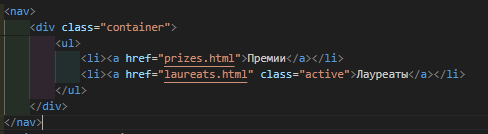 <nav>
<div class="container">
<ul>
<li><a href="prizes.html">Премии</a></li>
<li><a href="laureats.html" class="active">Лауреаты</a></li>
</ul>
</div>
</nav>